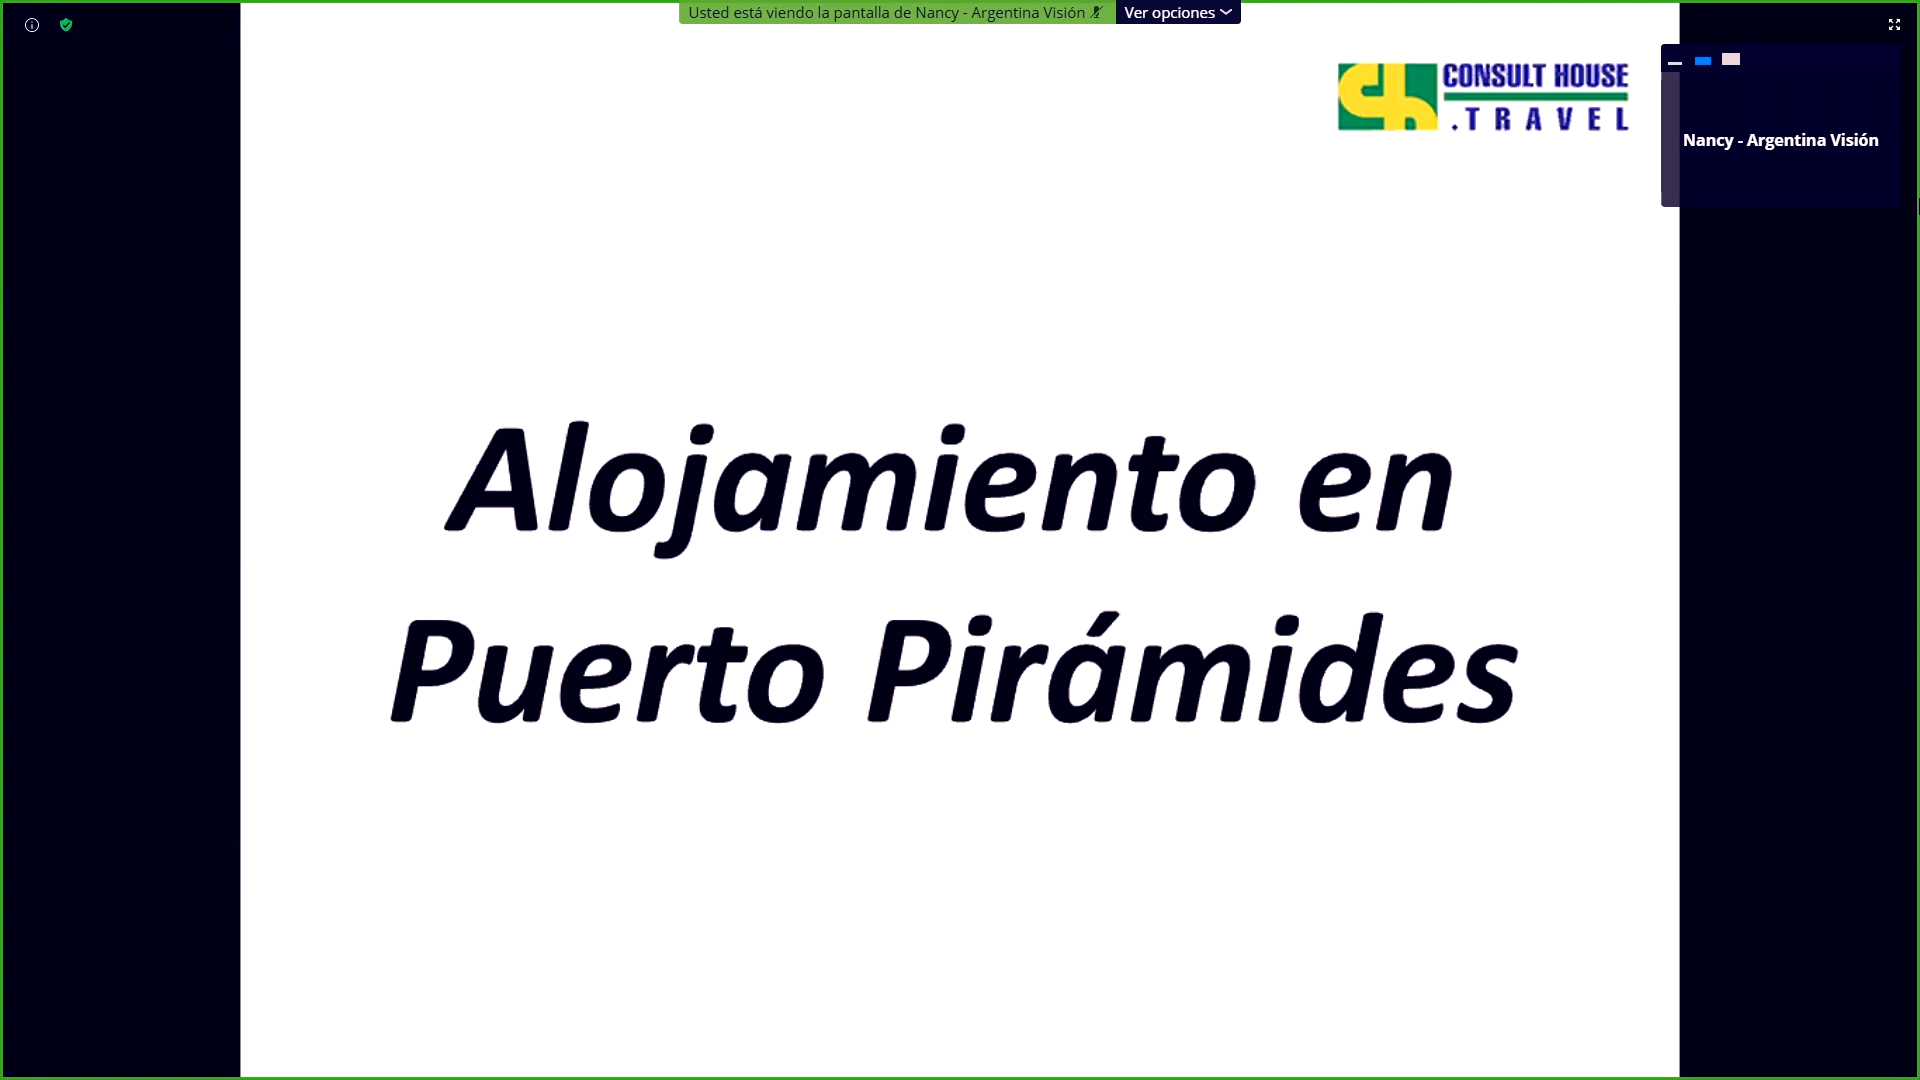 Usted está viendo la pantalla de Nancy - Argentina Visión
Ver opciones
CONSULT HOUSE
.TRAVEL
Nancy - Argentina Visión
Alojamiento en
Puerto Pirámides